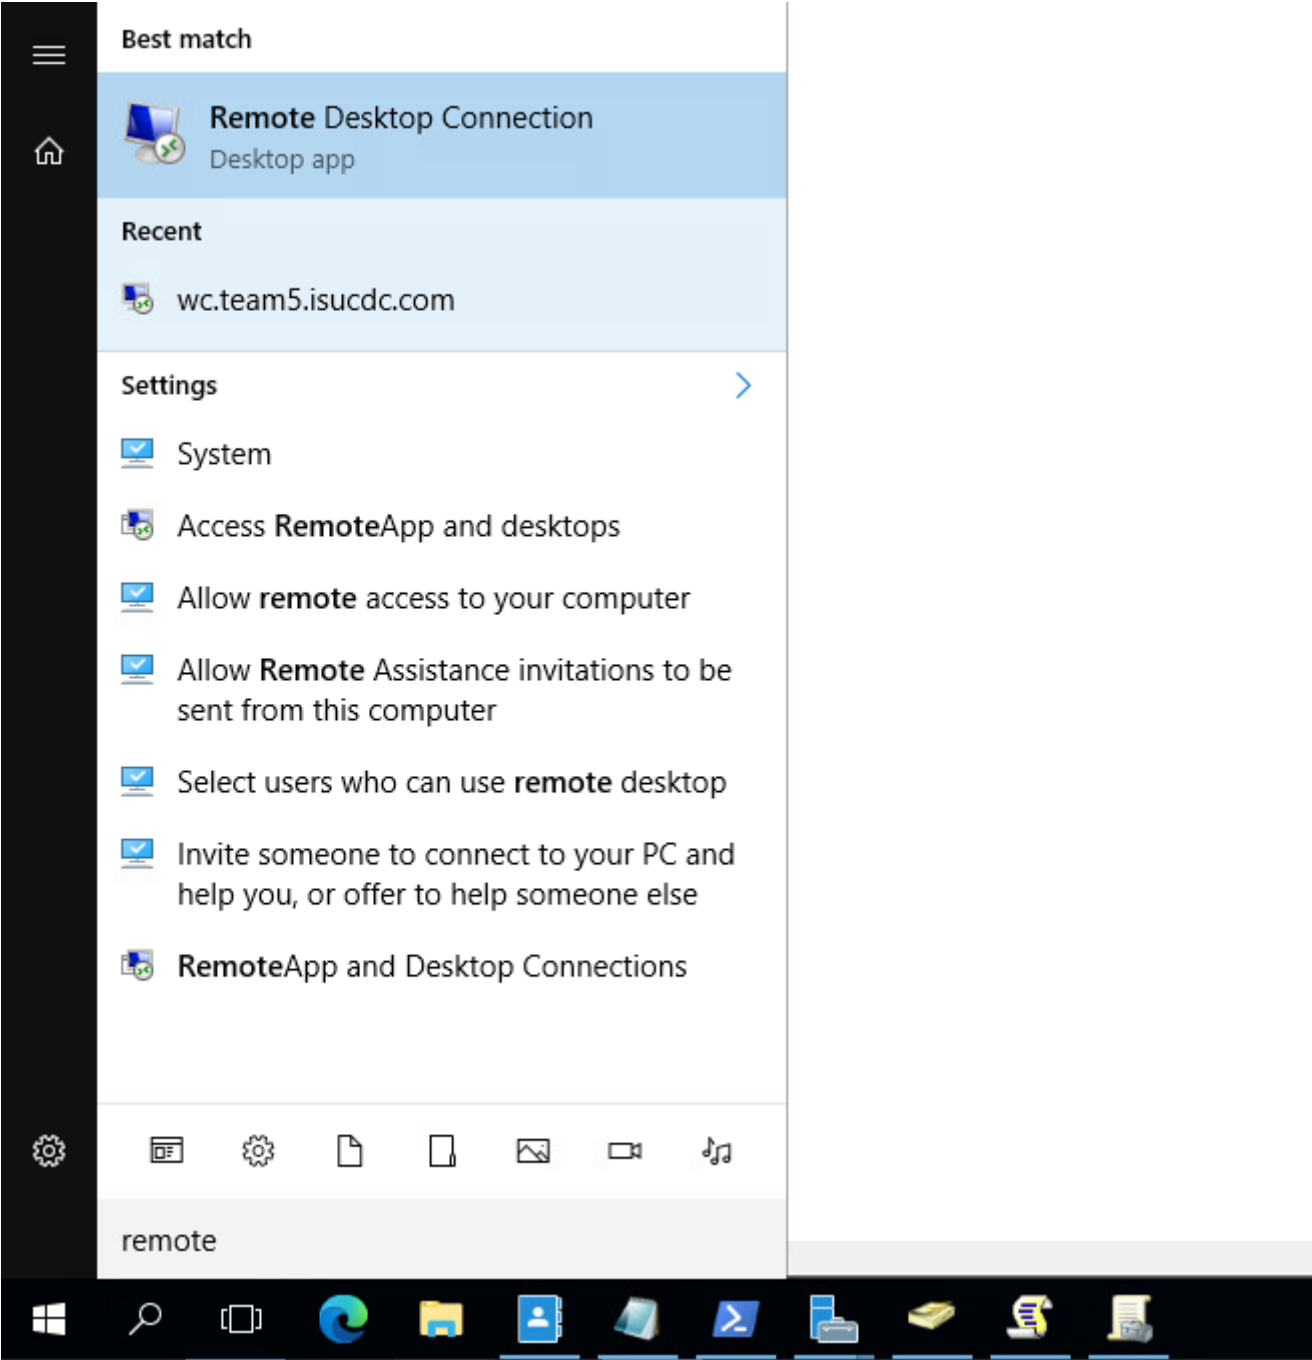 Best match
Remote Desktop Connection
Desktop app
Recent
wc.team5.isucdc.com
Settings
System
Access RemoteApp and desktops
Allow remote access to your computer
Allow Remote Assistance invitations to be
sent from this computer
Select users who can use remote desktop
Invite someone to connect to your PC and
help you, or offer to help someone else
RemoteApp and Desktop Connections
remote